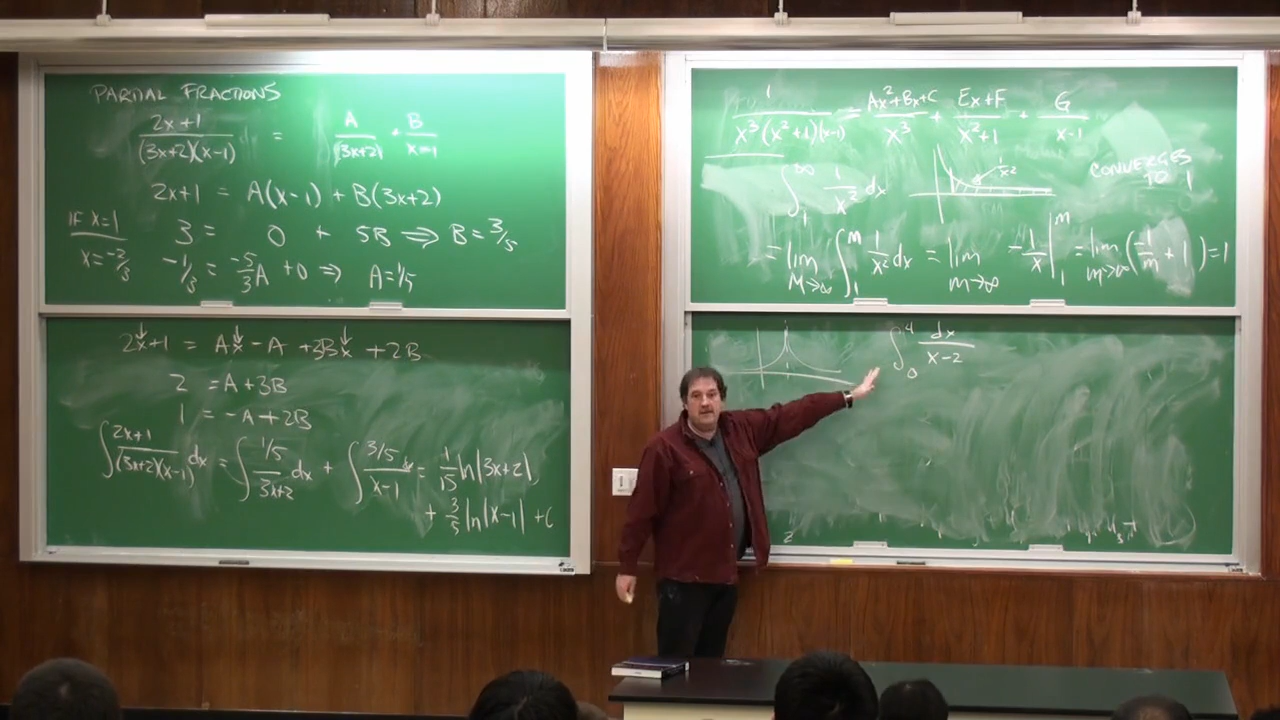 PARTIAL FRACTIONS
2x+1/(3x+2)(x-1) = A/(3x+2) + B/x-1
2x+1 = A(x-1) + B(3x+2)
IF x=1 3 = 0 + 5B ⇒ B = 3/5
x=-2/3 -1/3 = -5/3 A + 0 ⇒ A = 1/5
2x+1 = Ax - A + 3Bx + 2B
2 = A+3B
1 = -A+2B
∫ 2x+1/(3x+2)(x-1) dx = ∫ 1/5/3x+2 dx + ∫ 3/5/x-1 dx = 1/15 ln|3x+2|
+ 3/5 ln|x-1| + C
1/x³(x²+1)(x-1) = Ax²+Bx+C/x³ + Ex+F/x²+1 + G/x-1
∫₁^∞ 1/x² dx 1/x² CONVERGES
TO 1
= lim M→∞ ∫₁^M 1/x² dx = lim m→∞ -1/x |₁^M = lim m→∞ (-1/m + 1) = 1
∫₀⁴ dx/x-2